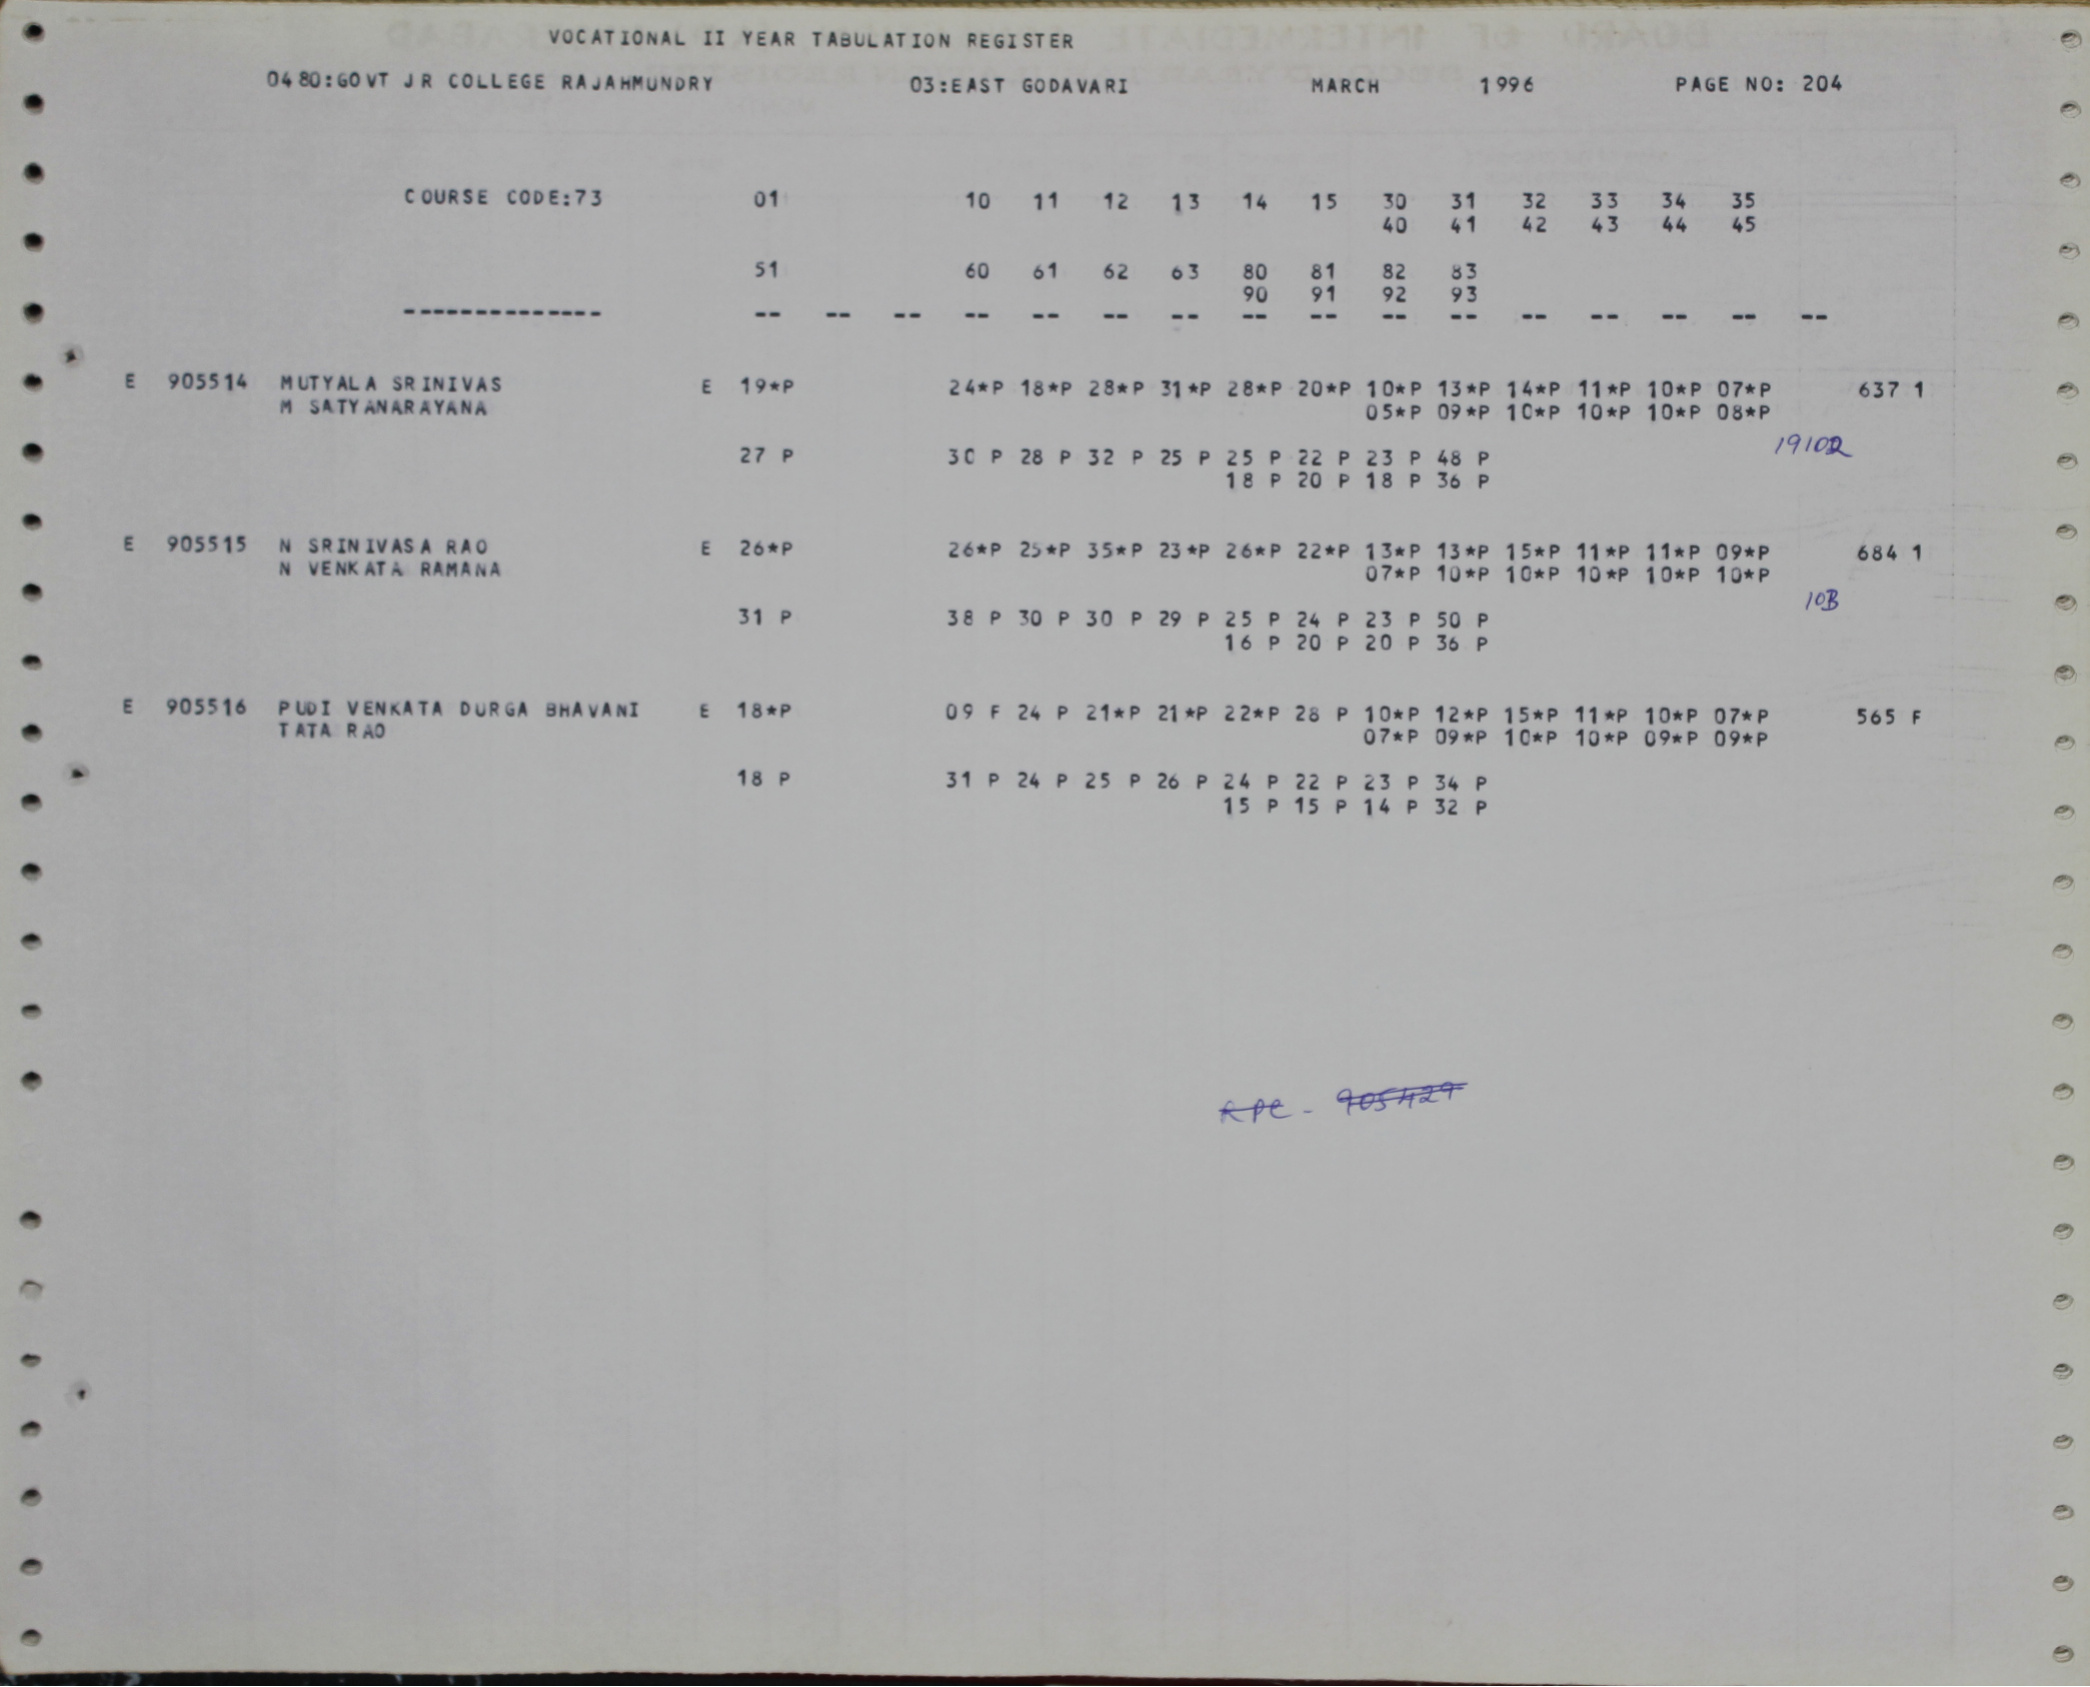 VOCATIONAL II YEAR TABULATION REGISTER
0480:GOVT JR COLLEGE RAJAHMUNDRY 03:EAST GODAVARI MARCH 1996 PAGE NO: 204
COURSE CODE:73 01 10 11 12 13 14 15 30 31 32 33 34 35
40 41 42 43 44 45
51 60 61 62 63 80 81 82 83
90 91 92 93
-------------- -- -- -- -- -- -- -- -- -- -- -- -- -- -- -- --
E 905514 MUTYALA SRINIVAS E 19*P 24*P 18*P 28*P 31*P 28*P 20*P 10*P 13*P 14*P 11*P 10*P 07*P 637 1
M SATYANARAYANA 05*P 09*P 10*P 10*P 10*P 08*P
19102
27 P 30 P 28 P 32 P 25 P 25 P 22 P 23 P 48 P
18 P 20 P 18 P 36 P
E 905515 N SRINIVASA RAO E 26*P 26*P 25*P 35*P 23*P 26*P 22*P 13*P 13*P 15*P 11*P 11*P 09*P 684 1
N VENKATA RAMANA 07*P 10*P 10*P 10*P 10*P 10*P
10B
31 P 38 P 30 P 30 P 29 P 25 P 24 P 23 P 50 P
16 P 20 P 20 P 36 P
E 905516 PUDI VENKATA DURGA BHAVANI E 18*P 09 F 24 P 21*P 21*P 22*P 28 P 10*P 12*P 15*P 11*P 10*P 07*P 565 F
TATA RAO 07*P 09*P 10*P 10*P 09*P 09*P
18 P 31 P 24 P 25 P 26 P 24 P 22 P 23 P 34 P
15 P 15 P 14 P 32 P